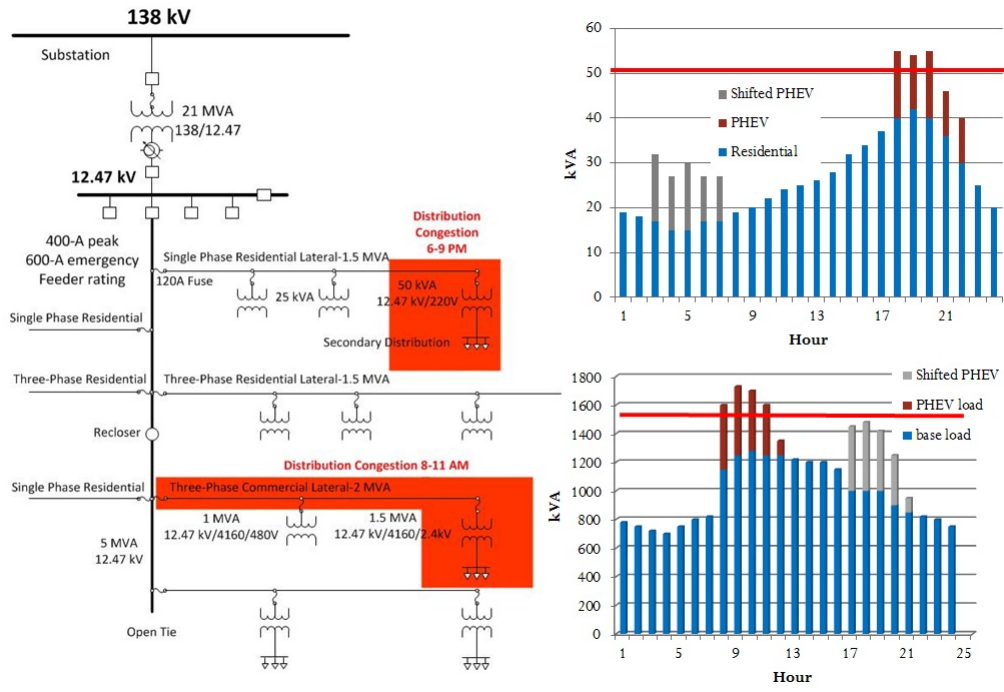 138 kV
Substation
21 MVA
138/12.47
12.47 kV
400-A peak
600-A emergency
Feeder rating
Distribution
Congestion
6-9 PM
Single Phase Residential Lateral-1.5 MVA
120A Fuse
25 kVA
50 kVA
12.47 kV/220V
Single Phase Residential
Secondary Distribution
Three-Phase Residential
Three-Phase Residential Lateral-1.5 MVA
Recloser
Distribution Congestion 8-11 AM
Single Phase Residential
Three-Phase Commercial Lateral-2 MVA
1 MVA
12.47 kV/4160/480V
1.5 MVA
12.47 kV/4160/2.4kV
5 MVA
12.47 kV
Open Tie
60
50
40
30
20
10
0
kVA
Shifted PHEV
PHEV
Residential
1 5 9 13 17 21
Hour
1800
1600
1400
1200
1000
800
600
400
200
0
kVA
Shifted PHEV
PHEV load
base load
1 5 9 13 17 21 25
Hour